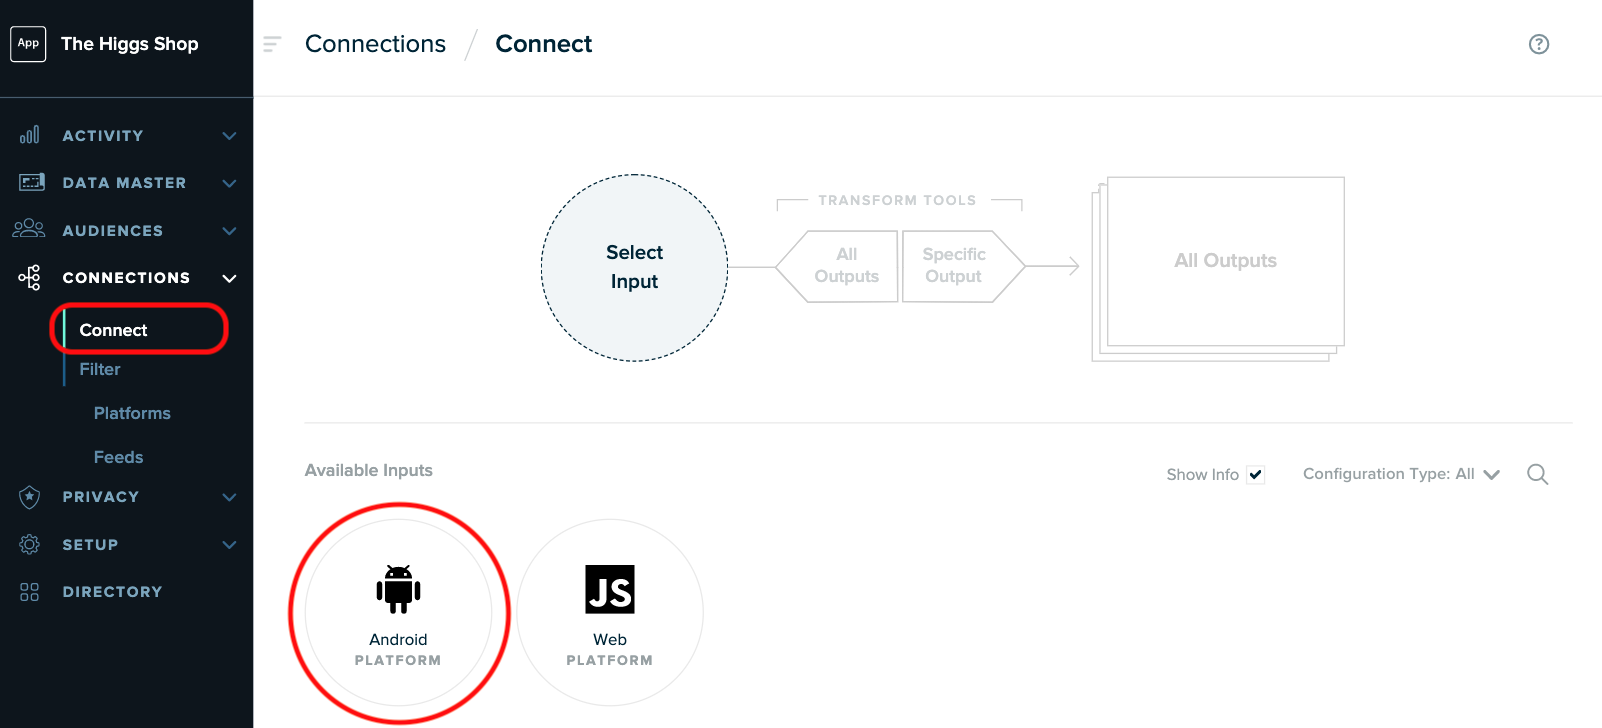 App
The Higgs Shop
Connections / Connect
ACTIVITY
DATA MASTER
AUDIENCES
CONNECTIONS
Connect
Filter
Platforms
Feeds
PRIVACY
SETUP
DIRECTORY
Select
Input
TRANSFORM TOOLS
All
Outputs
Specific
Output
All Outputs
Available Inputs
Show Info
Configuration Type: All
Android
PLATFORM
JS
Web
PLATFORM